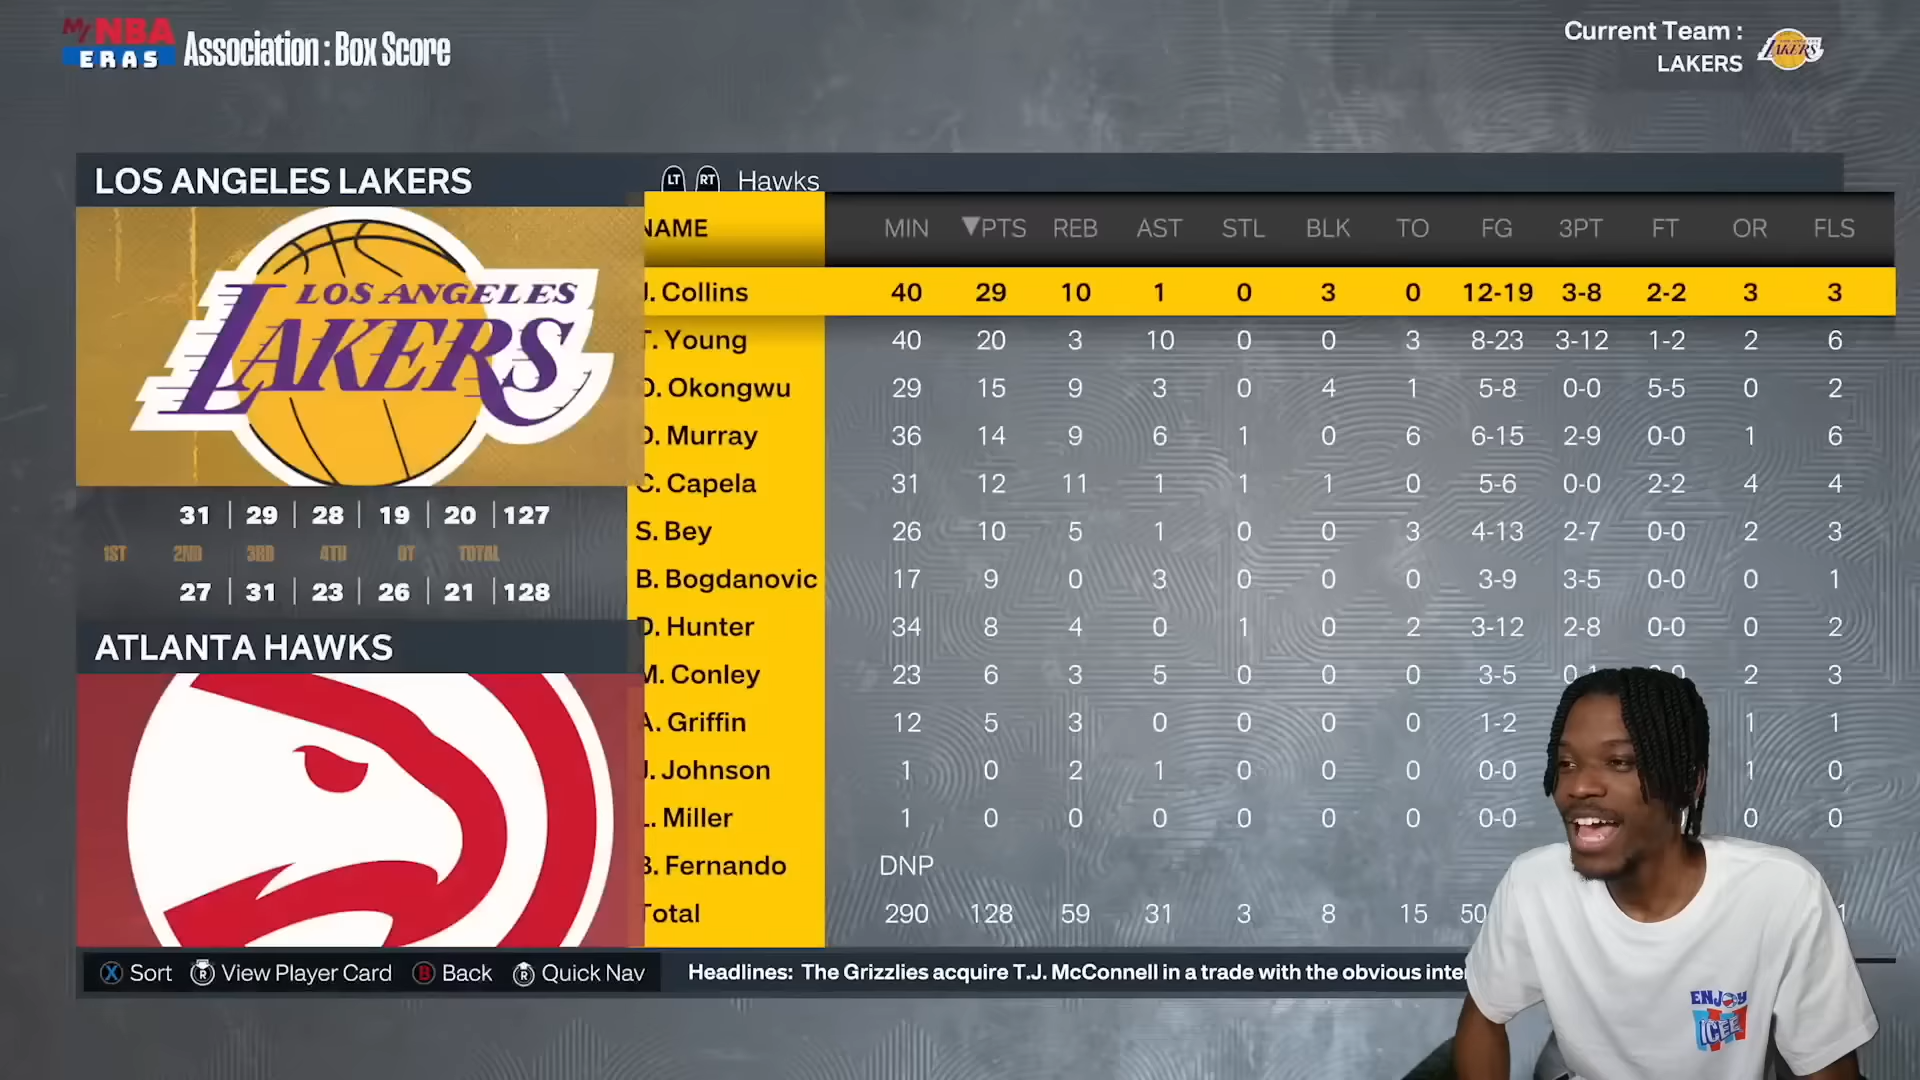 My NBA
ERAS
Association : Box Score
Current Team :
LAKERS
LAKERS
LOS ANGELES LAKERS
LOS ANGELES
LAKERS
31 29 28 19 20 127
1ST 2ND 3RD 4TH OT TOTAL
27 31 23 26 21 128
ATLANTA HAWKS
LT RT Hawks
NAME MIN PTS REB AST STL BLK TO FG 3PT FT OR FLS
J. Collins 40 29 10 1 0 3 0 12-19 3-8 2-2 3 3
T. Young 40 20 3 10 0 0 3 8-23 3-12 1-2 2 6
O. Okongwu 29 15 9 3 0 4 1 5-8 0-0 5-5 0 2
D. Murray 36 14 9 6 1 0 6 6-15 2-9 0-0 1 6
C. Capela 31 12 11 1 1 1 0 5-6 0-0 2-2 4 4
S. Bey 26 10 5 1 0 0 3 4-13 2-7 0-0 2 3
B. Bogdanovic 17 9 0 3 0 0 0 3-9 3-5 0-0 0 1
D. Hunter 34 8 4 0 1 0 2 3-12 2-8 0-0 0 2
M. Conley 23 6 3 5 0 0 0 3-5 2 3
A. Griffin 12 5 3 0 0 0 0 1-2 1 1
J. Johnson 1 0 2 1 0 0 0 0-0 1 0
L. Miller 1 0 0 0 0 0 0 0-0 0 0
B. Fernando DNP
Total 290 128 59 31 3 8 15 50
X Sort R View Player Card B Back R Quick Nav
Headlines: The Grizzlies acquire T.J. McConnell in a trade with the obvious inte
ENJOY
ICEE